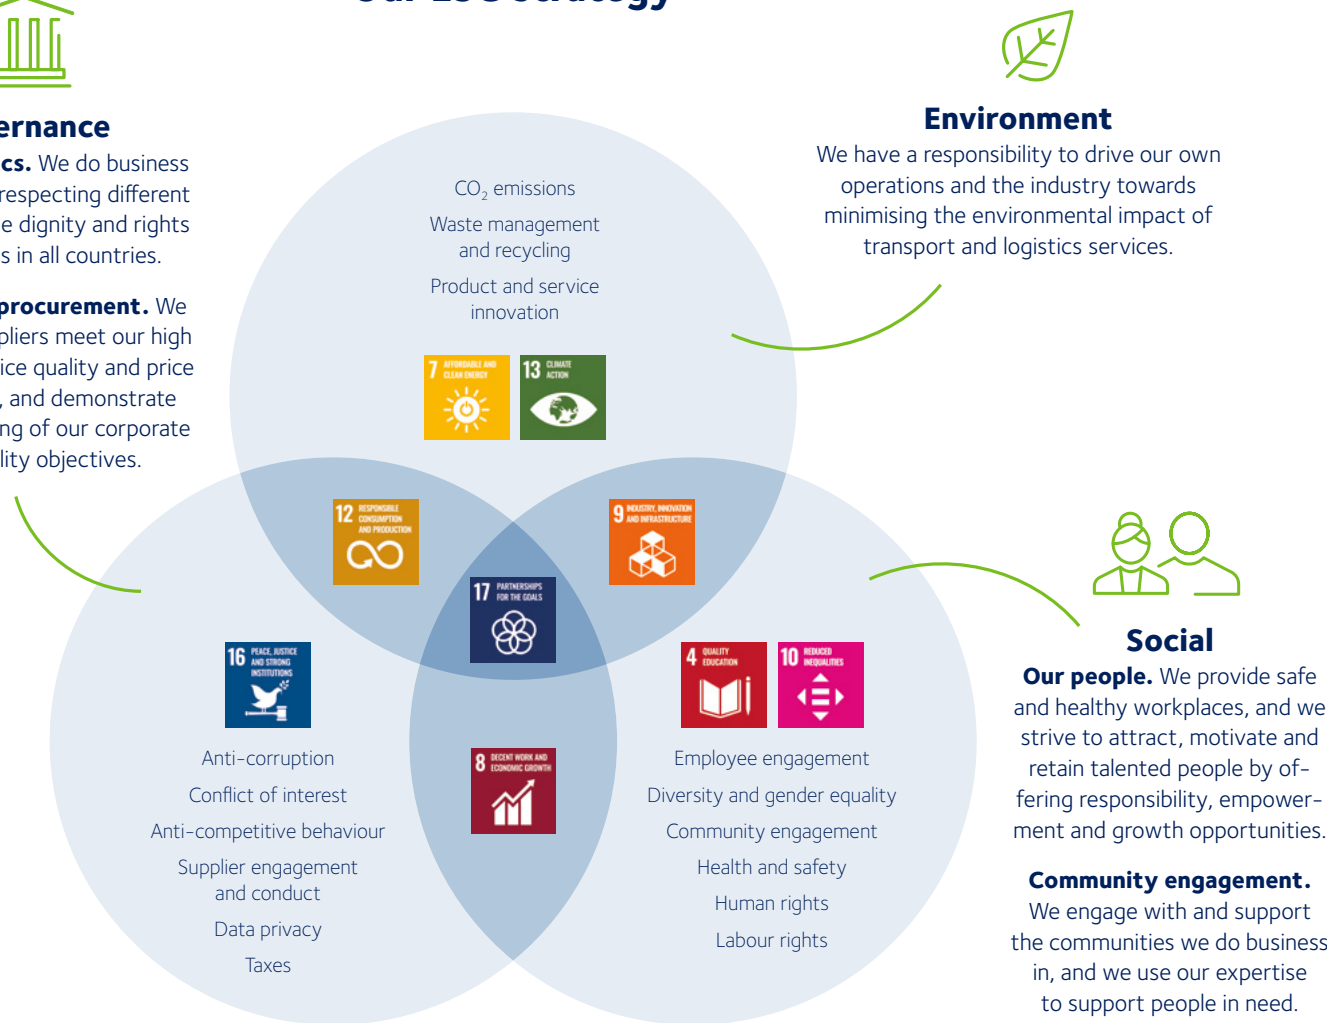 Our ESG strategy
ernance
cs. We do business
respecting different
e dignity and rights
s in all countries.
procurement. We
pliers meet our high
ice quality and price
, and demonstrate
ng of our corporate
lity objectives.
Environment
We have a responsibility to drive our own
operations and the industry towards
minimising the environmental impact of
transport and logistics services.
CO₂ emissions
Waste management
and recycling
Product and service
innovation
7 AFFORDABLE AND
CLEAN ENERGY
13 CLIMATE
ACTION
12 RESPONSIBLE
CONSUMPTION
AND PRODUCTION
9 INDUSTRY, INNOVATION
AND INFRASTRUCTURE
17 PARTNERSHIPS
FOR THE GOALS
16 PEACE, JUSTICE
AND STRONG
INSTITUTIONS
Anti-corruption
Conflict of interest
Anti-competitive behaviour
Supplier engagement
and conduct
Data privacy
Taxes
8 DECENT WORK AND
ECONOMIC GROWTH
4 QUALITY
EDUCATION
10 REDUCED
INEQUALITIES
Employee engagement
Diversity and gender equality
Community engagement
Health and safety
Human rights
Labour rights
Social
Our people. We provide safe
and healthy workplaces, and we
strive to attract, motivate and
retain talented people by of-
fering responsibility, empower-
ment and growth opportunities.
Community engagement.
We engage with and support
the communities we do business
in, and we use our expertise
to support people in need.